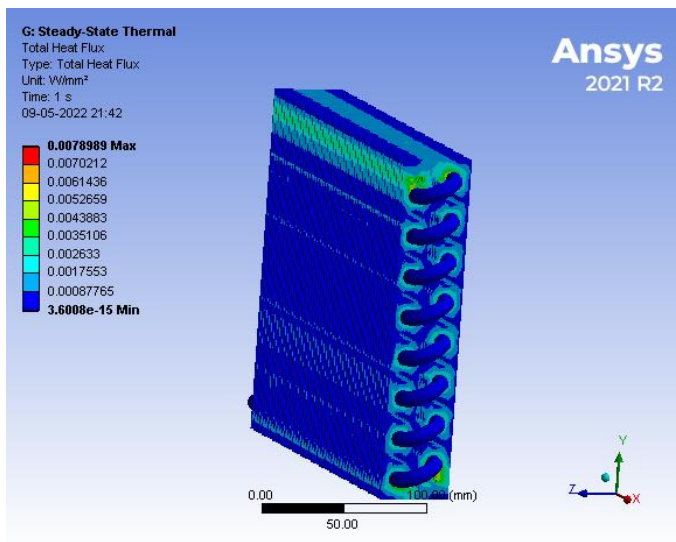 G: Steady-State Thermal
Total Heat Flux
Type: Total Heat Flux
Unit: W/mm²
Time: 1 s
09-05-2022 21:42
0.0078989 Max
0.0070212
0.0061436
0.0052659
0.0043883
0.0035106
0.002633
0.0017553
0.00087765
3.6008e-15 Min
Ansys
2021 R2
0.00
100.00 (mm)
50.00
Y
Z
X